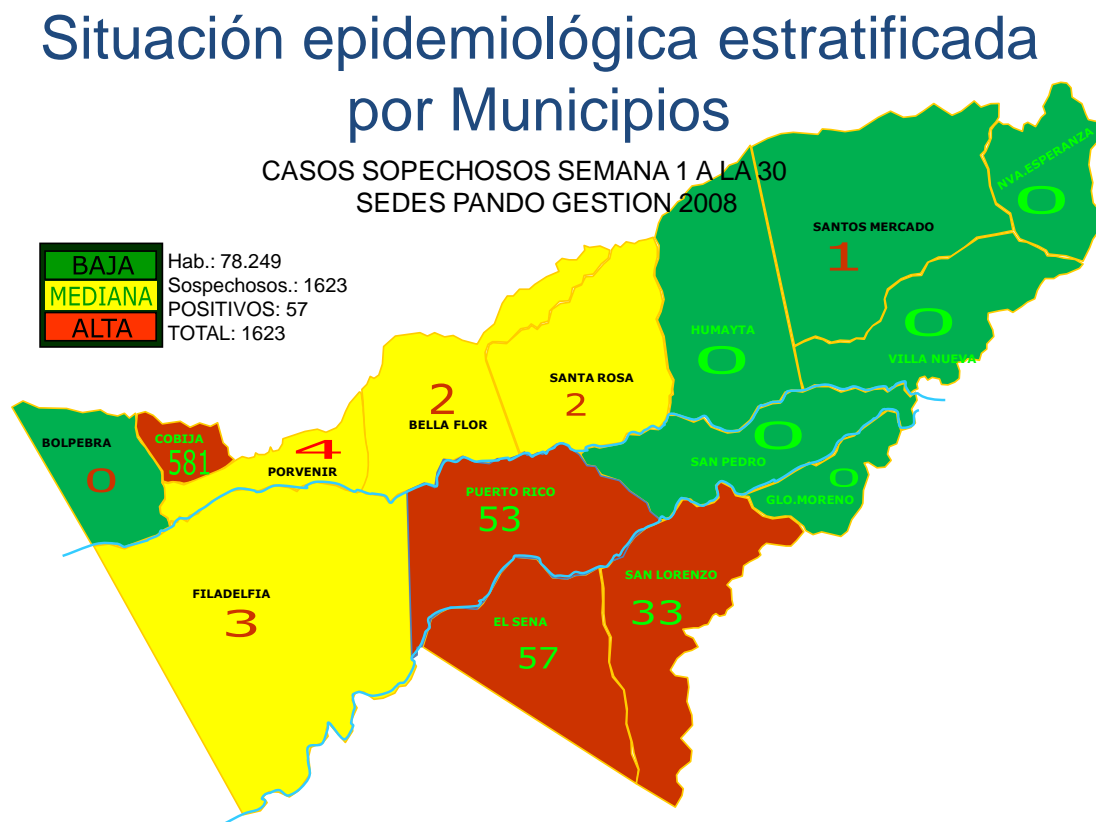 Situación epidemiológica estratificada
por Municipios
CASOS SOPECHOSOS SEMANA 1 A LA 30
SEDES PANDO GESTION 2008
BAJA
MEDIANA
ALTA
Hab.: 78.249
Sospechosos.: 1623
POSITIVOS: 57
TOTAL: 1623
NVA.ESPERANZA
0
SANTOS MERCADO
1
HUMAYTA
0
0
VILLA NUEVA
SANTA ROSA
2
2
BELLA FLOR
BOLPEBRA
0
COBIJA
581
4
PORVENIR
0
SAN PEDRO
0
GLO.MORENO
PUERTO RICO
53
FILADELFIA
3
SAN LORENZO
33
EL SENA
57